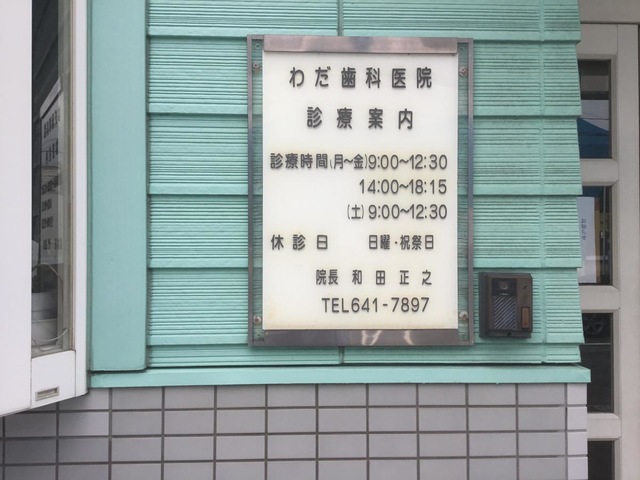 わだ歯科医院
診療案内
診療時間(月～金)9:00～12:30
14:00～18:15
(土)9:00～12:30
休診日 日曜・祝祭日
院長 和田正之
TEL641-7897